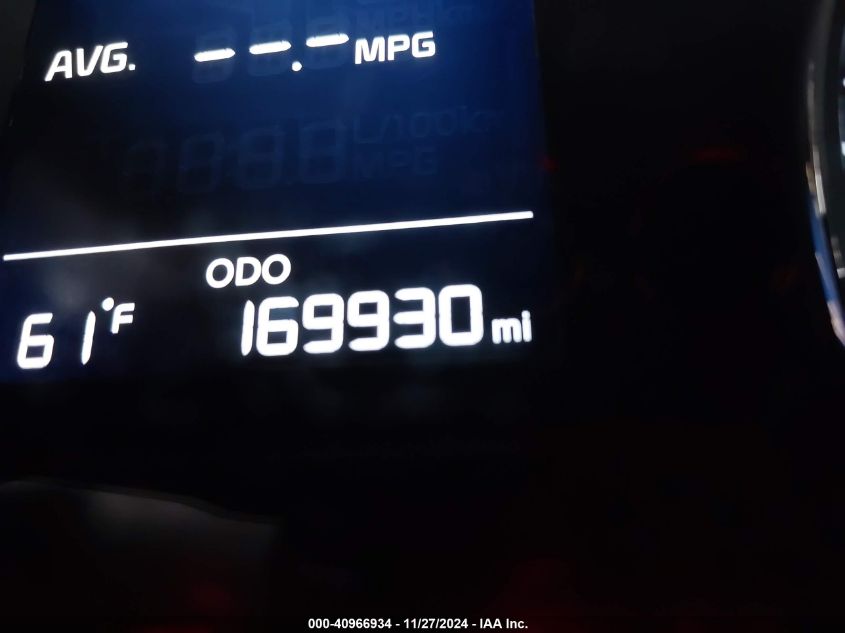 AVG. --.- MPG
ODO
61°F 169930 mi
000-40966934 - 11/27/2024 - IAA Inc.